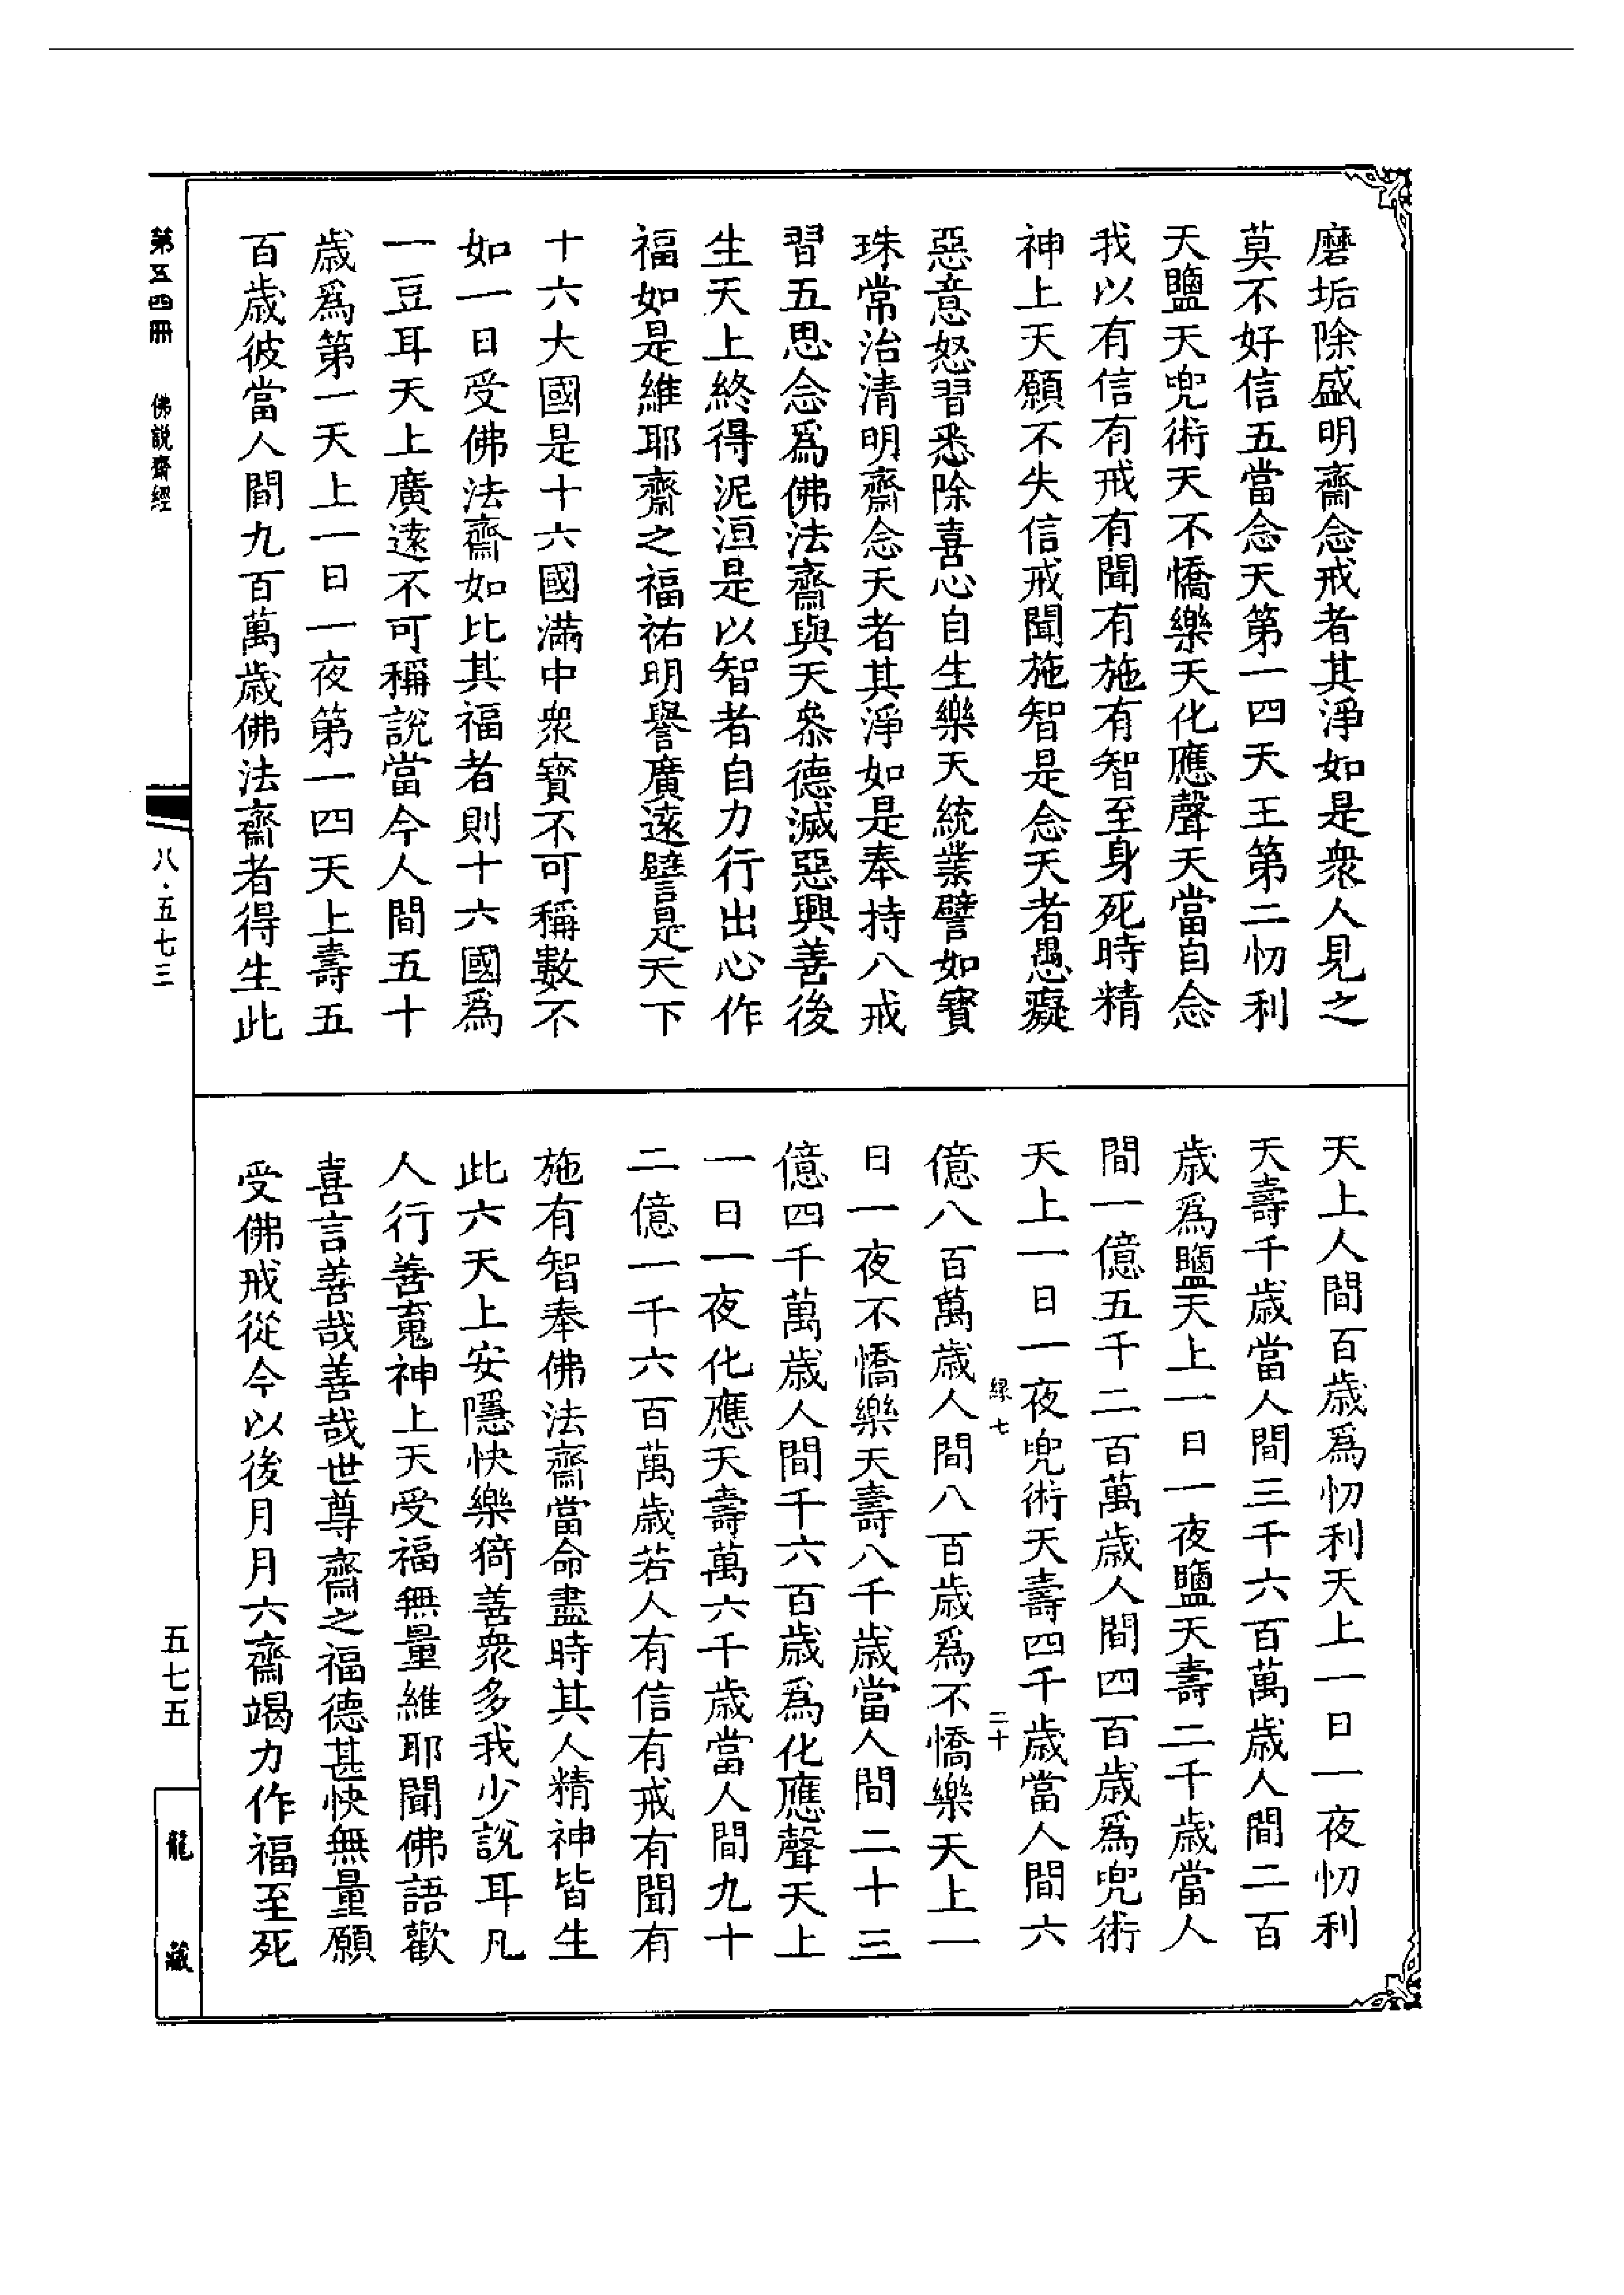 磨垢除盛明齋念戒者其淨如是衆人見之
莫不好信五當念天第一四天王第二忉利
天鹽天兜術天不憍樂天化應聲天當自念
我以有信有戒有聞有施有智至身死時精
神上天願不失信戒聞施智是念天者愚癡
惡意怒習悉除喜心自生樂天統業譬如寳
珠常治清明齋念天者其淨如是奉持八戒
習五思念爲佛法齋與天叅德滅惡興善後
生天上終得泥洹是以智者自力行出心作
福如是維耶齋之福祐明譽廣遠譬是天下
十六大國是十六國滿中衆寳不可稱數不
如一日受佛法齋如比其福者則十六國爲
一豆耳天上廣遠不可稱說當今人間五十
歲爲第一天上一日一夜第一四天上壽五
百歲彼當人間九百萬歲佛法齋者得生此
天上人間百歲爲忉利天上一日一夜忉利
天壽千歲當人間三千六百萬歲人間二百
歲爲鹽天上一日一夜鹽天壽二千歲當人
間一億五千二百萬歲人間四百歲爲兜術
天上一日一夜兜術天壽四千歲當人間六
緑七 二十
億八百萬歲人間八百歲爲不憍樂天上一
日一夜不憍樂天壽八千歲當人間二十三
億四千萬歲人間千六百歲爲化應聲天上
一日一夜化應天壽萬六千歲當人間九十
二億一千六百萬歲若人有信有戒有聞有
施有智奉佛法齋當命盡時其人精神皆生
此六天上安隱快樂猗善衆多我少說耳凡
人行善䰟神上天受福無量維耶聞佛語歡
喜言善哉善哉世尊齋之福德甚快無量願
受佛戒從今以後月月六齋竭力作福至死
第五四冊 佛説齋經
八·五七三
五七五
龍藏